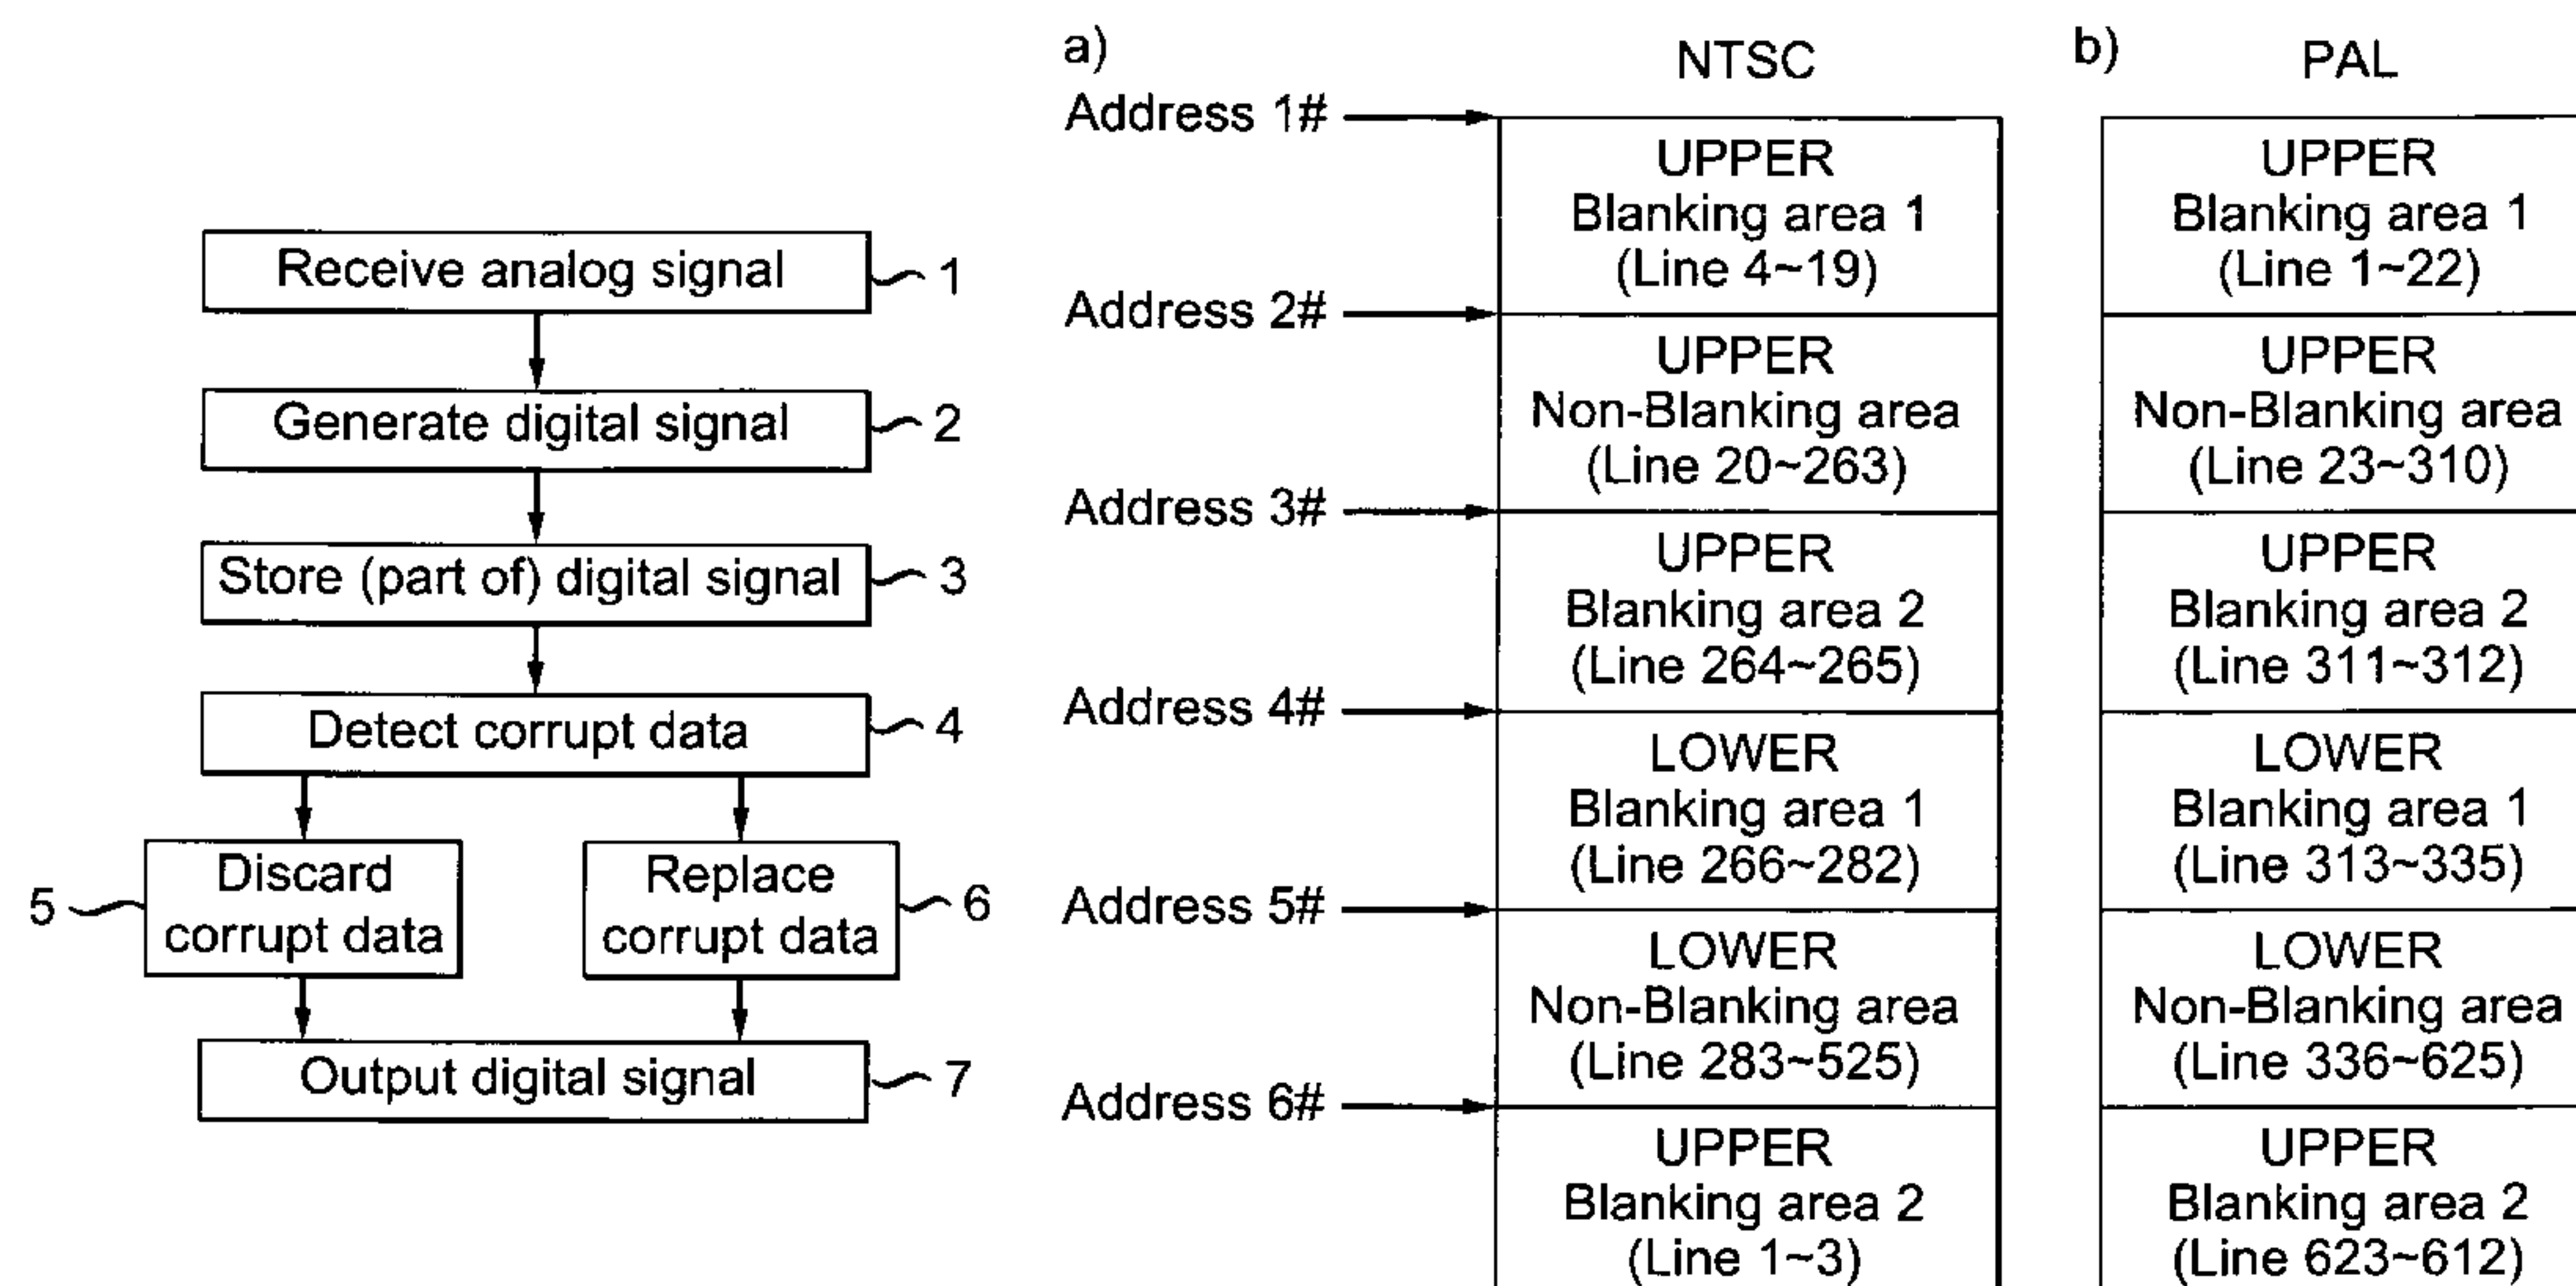 Receive analog signal
1
Generate digital signal
2
Store (part of) digital signal
3
Detect corrupt data
4
Discard
corrupt data
5
Replace
corrupt data
6
Output digital signal
7
a)
NTSC
Address 1#
UPPER
Blanking area 1
(Line 4~19)
Address 2#
UPPER
Non-Blanking area
(Line 20~263)
Address 3#
UPPER
Blanking area 2
(Line 264~265)
Address 4#
LOWER
Blanking area 1
(Line 266~282)
Address 5#
LOWER
Non-Blanking area
(Line 283~525)
Address 6#
UPPER
Blanking area 2
(Line 1~3)
b)
PAL
UPPER
Blanking area 1
(Line 1~22)
UPPER
Non-Blanking area
(Line 23~310)
UPPER
Blanking area 2
(Line 311~312)
LOWER
Blanking area 1
(Line 313~335)
LOWER
Non-Blanking area
(Line 336~625)
UPPER
Blanking area 2
(Line 623~612)